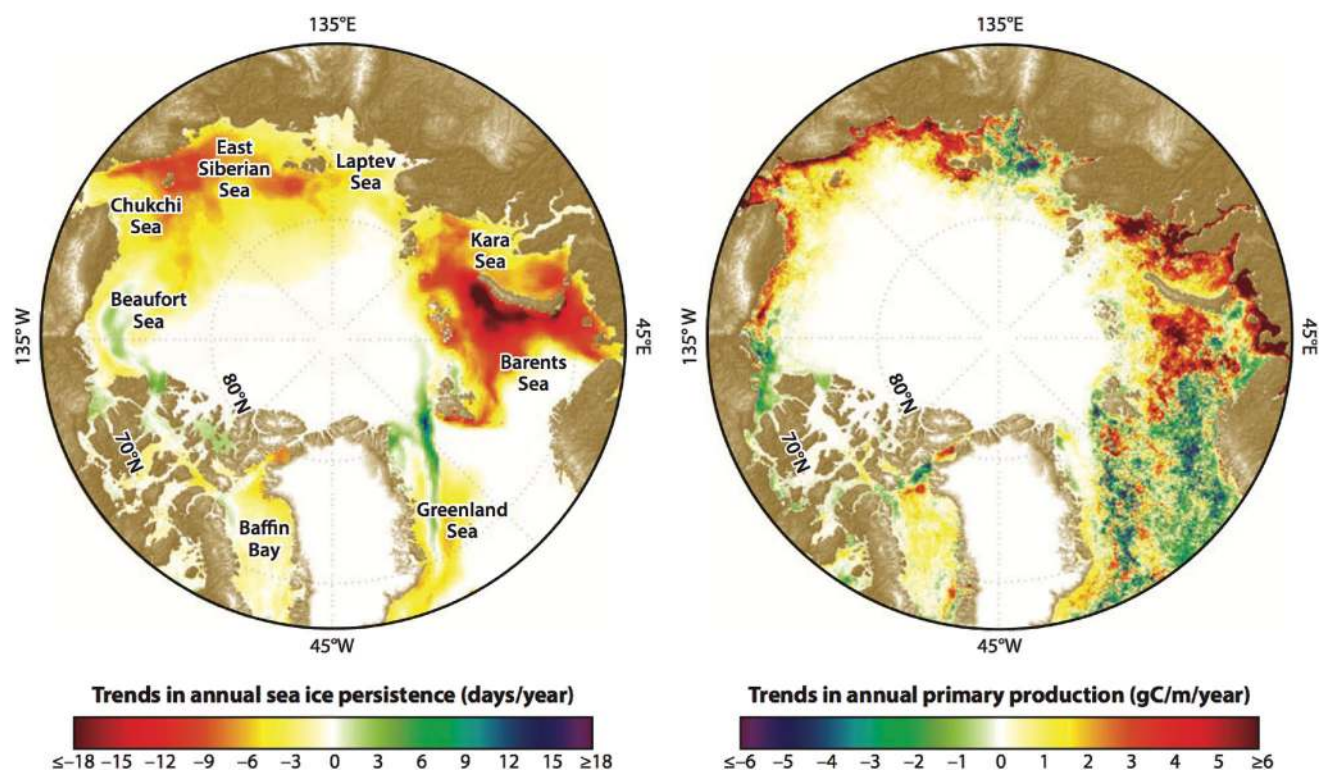 135°E
135°E
East
Siberian
Sea
Laptev
Sea
Chukchi
Sea
Kara
Sea
Beaufort
Sea
135°W
45°E
135°W
45°E
Barents
Sea
80°N
80°N
70°N
70°N
Greenland
Sea
Baffin
Bay
45°W
45°W
Trends in annual sea ice persistence (days/year)
≤–18 –15 –12 –9 –6 –3 0 3 6 9 12 15 ≥18
Trends in annual primary production (gC/m/year)
≤–6 –5 –4 –3 –2 –1 0 1 2 3 4 5 ≥6